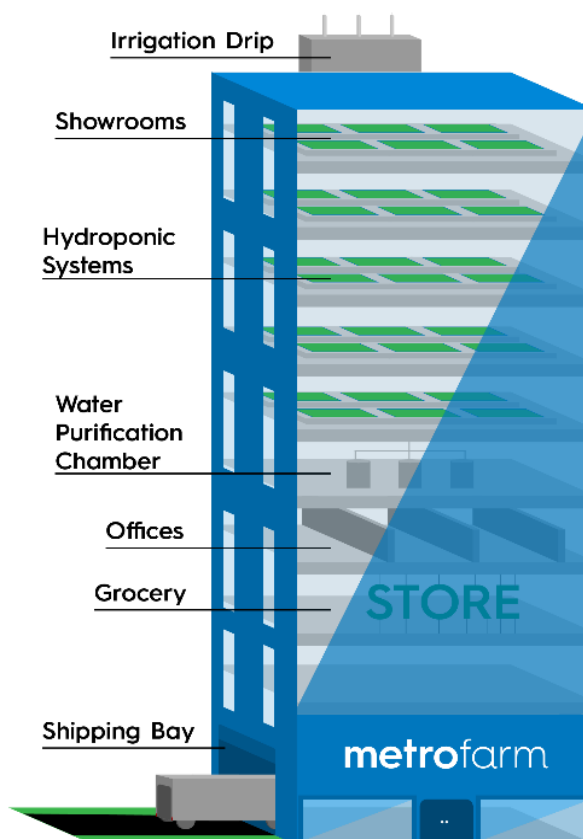 Irrigation Drip
Showrooms
Hydroponic
Systems
Water
Purification
Chamber
Offices
Grocery
STORE
Shipping Bay
metrofarm